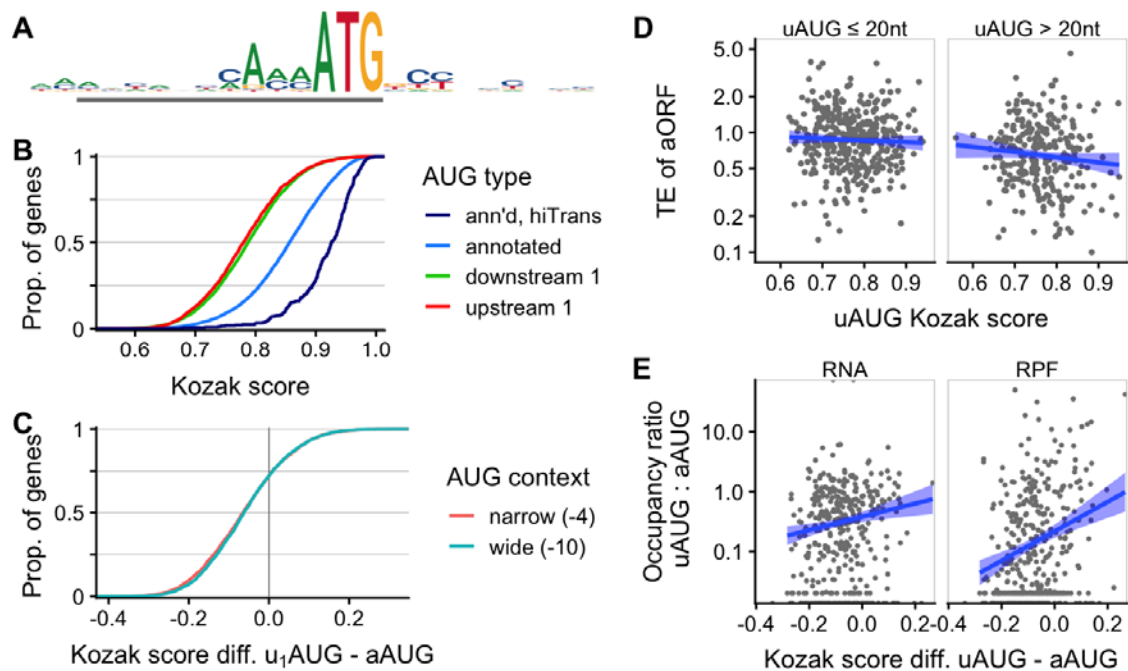 A
CAAAATGCC
B
Prop. of genes
1
0.5
0
0.6 0.7 0.8 0.9 1.0
Kozak score
AUG type
ann'd, hiTrans
annotated
downstream 1
upstream 1
C
Prop. of genes
1
0.5
0
-0.4 -0.2 0.0 0.2
Kozak score diff. u₁AUG - aAUG
AUG context
narrow (-4)
wide (-10)
D
uAUG ≤ 20nt uAUG > 20nt
TE of aORF
5.0
2.0
1.0
0.5
0.2
0.1
0.6 0.7 0.8 0.9 0.6 0.7 0.8 0.9
uAUG Kozak score
E
RNA RPF
Occupancy ratio
uAUG : aAUG
10.0
1.0
0.1
-0.4 -0.2 0.0 0.2 -0.4 -0.2 0.0 0.2
Kozak score diff. uAUG - aAUG